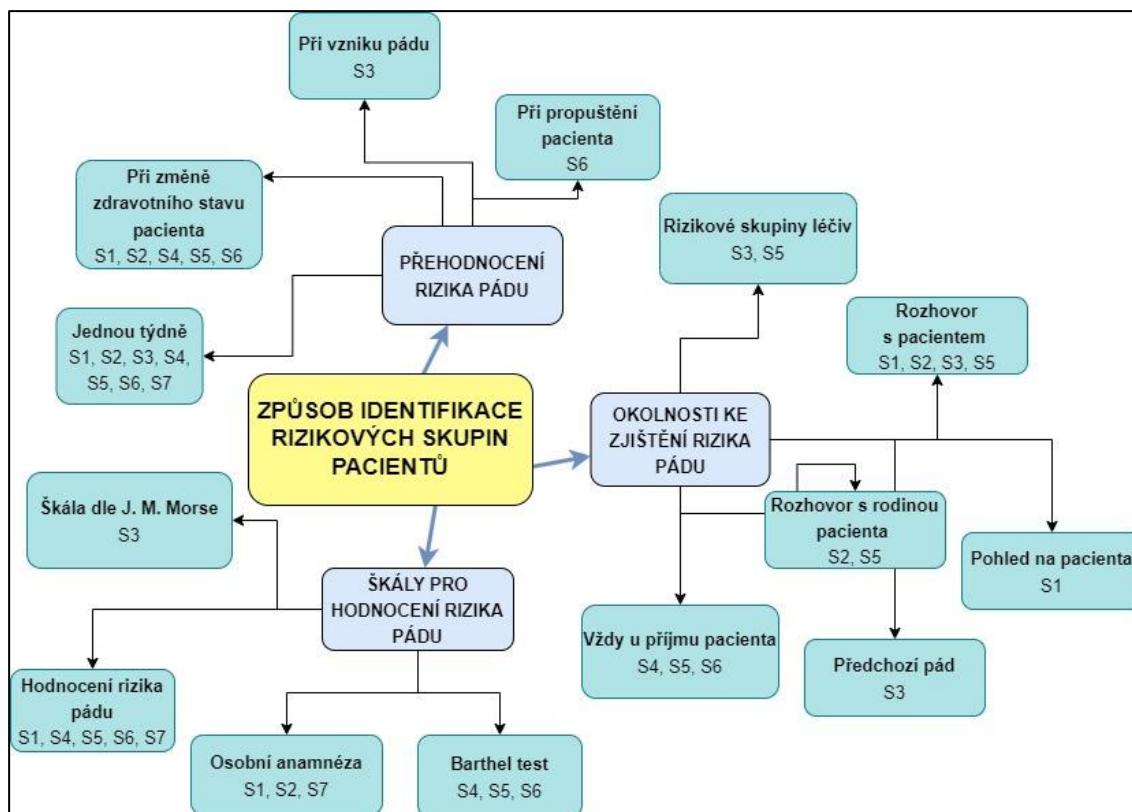 Při vzniku pádu
S3
Při propuštění
pacienta
S6
Při změně
zdravotního stavu
pacienta
S1, S2, S4, S5, S6
Rizikové skupiny léčiv
S3, S5
PŘEHODNOCENÍ
RIZIKA PÁDU
Jednou týdně
S1, S2, S3, S4,
S5, S6, S7
Rozhovor
s pacientem
S1, S2, S3, S5
ZPŮSOB IDENTIFIKACE
RIZIKOVÝCH SKUPIN
PACIENTŮ
OKOLNOSTI KE
ZJIŠTĚNÍ RIZIKA
PÁDU
Škála dle J. M. Morse
S3
Rozhovor s rodinou
pacienta
S2, S5
Pohled na pacienta
S1
ŠKÁLY PRO
HODNOCENÍ RIZIKA
PÁDU
Vždy u příjmu pacienta
S4, S5, S6
Předchozí pád
S3
Hodnocení rizika
pádu
S1, S4, S5, S6, S7
Osobní anamnéza
S1, S2, S7
Barthel test
S4, S5, S6